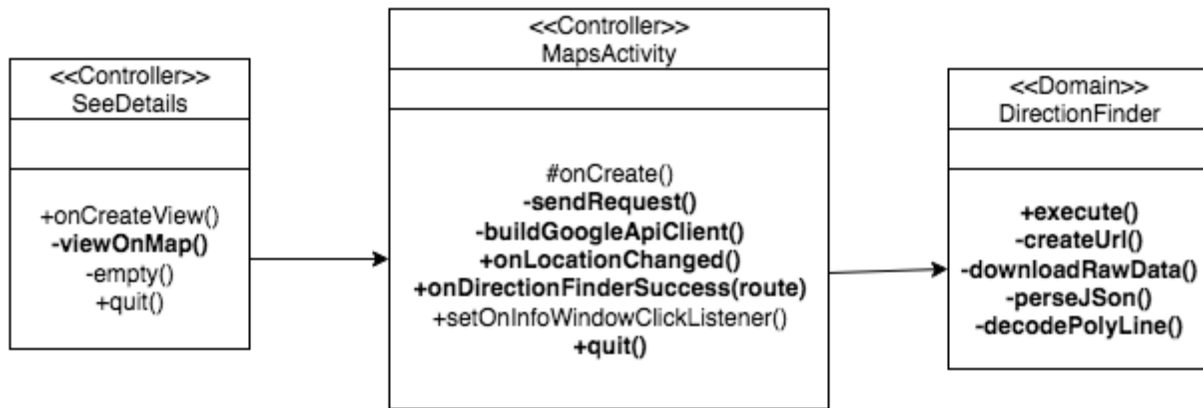 <<Controller>>
SeeDetails
+onCreateView()
-viewOnMap()
-empty()
+quit()
<<Controller>>
MapsActivity
#onCreate()
-sendRequest()
-buildGoogleApiClient()
+onLocationChanged()
+onDirectionFinderSuccess(route)
+setOnInfoWindowClickListener()
+quit()
<<Domain>>
DirectionFinder
+execute()
-createUrl()
-downloadRawData()
-perseJSon()
-decodePolyLine()